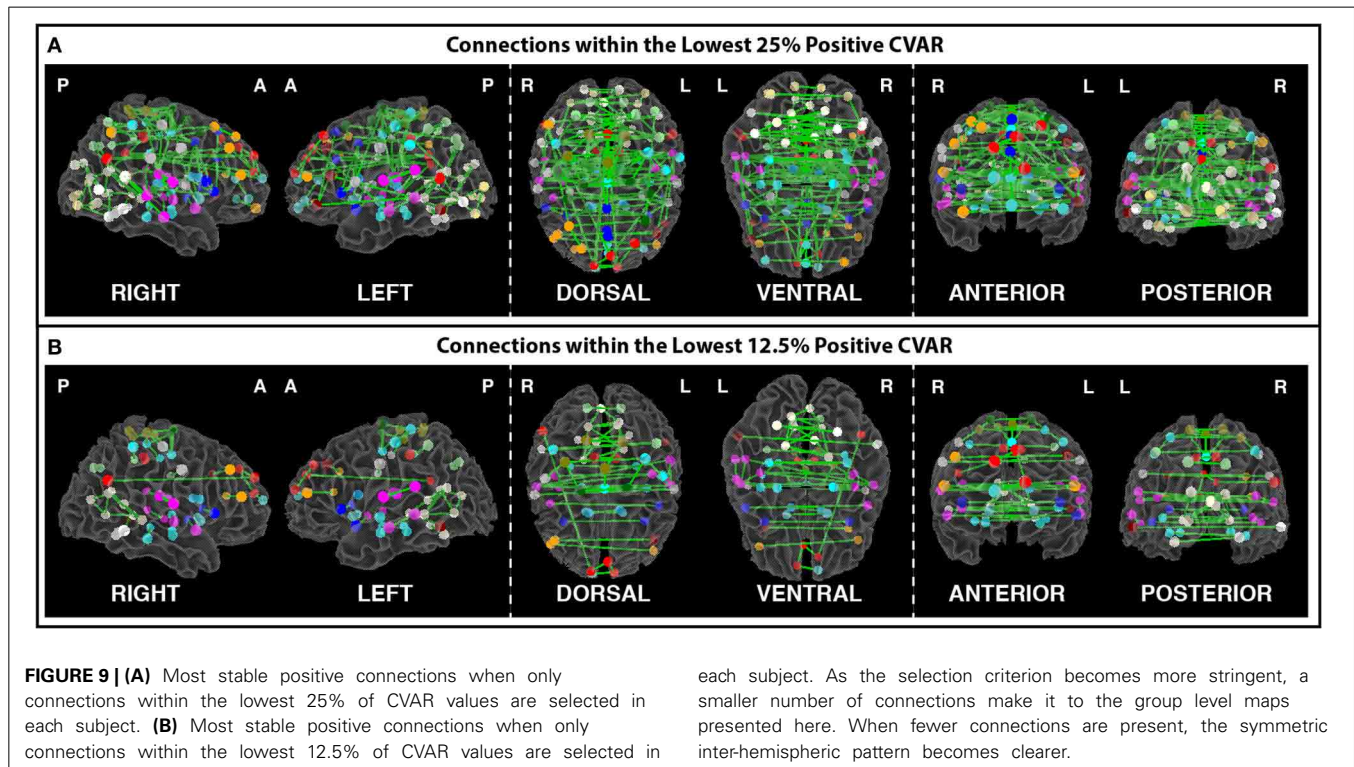 A
Connections within the Lowest 25% Positive CVAR
P A A P R L L R R L L R
RIGHT LEFT DORSAL VENTRAL ANTERIOR POSTERIOR
B
Connections within the Lowest 12.5% Positive CVAR
P A A P R L L R R L L R
RIGHT LEFT DORSAL VENTRAL ANTERIOR POSTERIOR
FIGURE 9 | (A) Most stable positive connections when only
connections within the lowest 25% of CVAR values are selected in
each subject. (B) Most stable positive connections when only
connections within the lowest 12.5% of CVAR values are selected in
each subject. As the selection criterion becomes more stringent, a
smaller number of connections make it to the group level maps
presented here. When fewer connections are present, the symmetric
inter-hemispheric pattern becomes clearer.